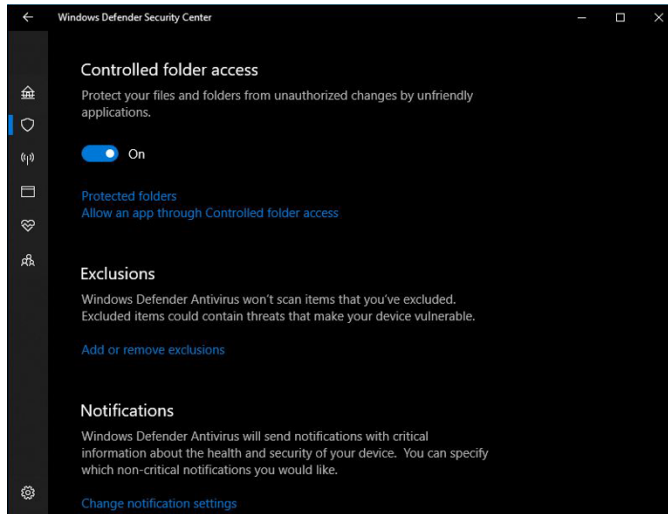 Windows Defender Security Center
Controlled folder access
Protect your files and folders from unauthorized changes by unfriendly
applications.
On
Protected folders
Allow an app through Controlled folder access
Exclusions
Windows Defender Antivirus won't scan items that you've excluded.
Excluded items could contain threats that make your device vulnerable.
Add or remove exclusions
Notifications
Windows Defender Antivirus will send notifications with critical
information about the health and security of your device.  You can specify
which non-critical notifications you would like.
Change notification settings